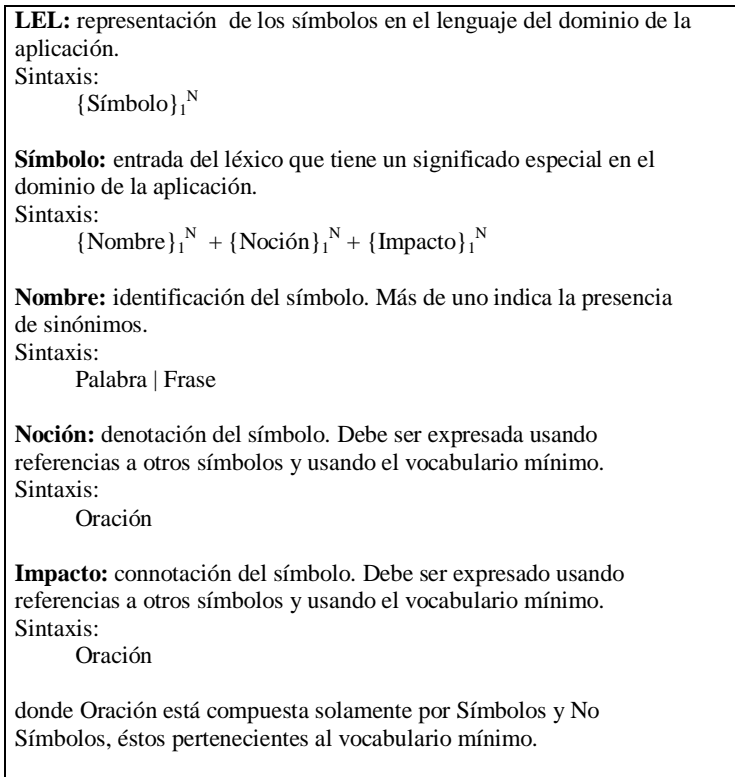 LEL: representación de los símbolos en el lenguaje del dominio de la
aplicación.
Sintaxis:
{Símbolo}₁ᴺ
Símbolo: entrada del léxico que tiene un significado especial en el
dominio de la aplicación.
Sintaxis:
{Nombre}₁ᴺ + {Noción}₁ᴺ + {Impacto}₁ᴺ
Nombre: identificación del símbolo. Más de uno indica la presencia
de sinónimos.
Sintaxis:
Palabra | Frase
Noción: denotación del símbolo. Debe ser expresada usando
referencias a otros símbolos y usando el vocabulario mínimo.
Sintaxis:
Oración
Impacto: connotación del símbolo. Debe ser expresado usando
referencias a otros símbolos y usando el vocabulario mínimo.
Sintaxis:
Oración
donde Oración está compuesta solamente por Símbolos y No
Símbolos, éstos pertenecientes al vocabulario mínimo.